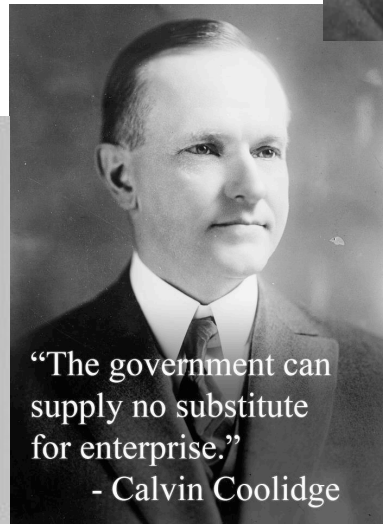 “The government can
supply no substitute
for enterprise.”
- Calvin Coolidge